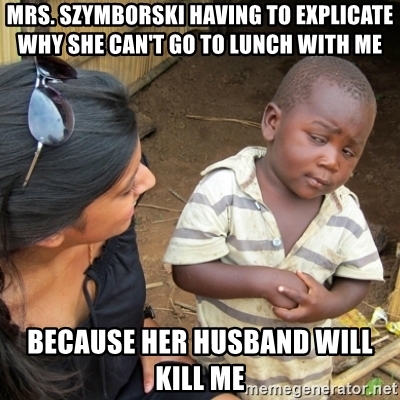 MRS. SZYMBORSKI HAVING TO EXPLICATE
WHY SHE CAN'T GO TO LUNCH WITH ME
BECAUSE HER HUSBAND WILL
KILL ME
memegenerator.net